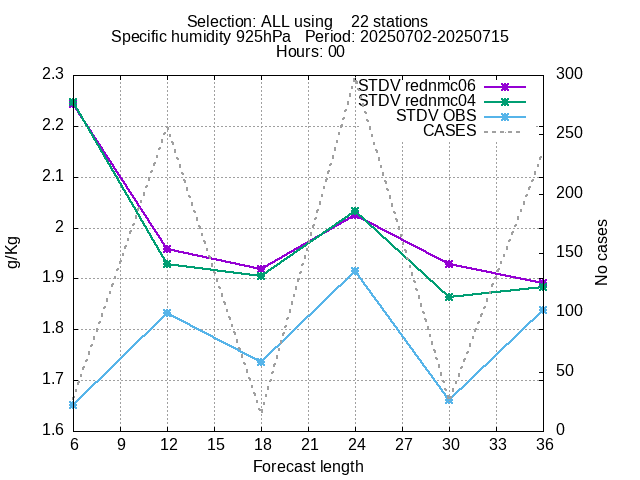 Selection: ALL using    22 stations
Specific humidity 925hPa   Period: 20250702-20250715
Hours: 00
STDV rednmc06
STDV rednmc04
STDV OBS
CASES
2.3
2.2
2.1
2
1.9
1.8
1.7
1.6
g/Kg
300
250
200
150
100
50
0
No cases
6 9 12 15 18 21 24 27 30 33 36
Forecast length